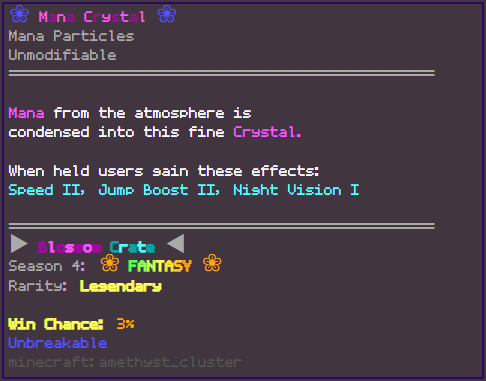 ❀ Mana Crystal ❀
Mana Particles
Unmodifiable
Mana from the atmosphere is
condensed into this fine Crystal.
When held users gain these effects:
Speed II, Jump Boost II, Night Vision I
▶ Blossom Crate ◀
Season 4: ❀ FANTASY ❀
Rarity: Legendary
Win Chance: 3%
Unbreakable
minecraft:amethyst_cluster